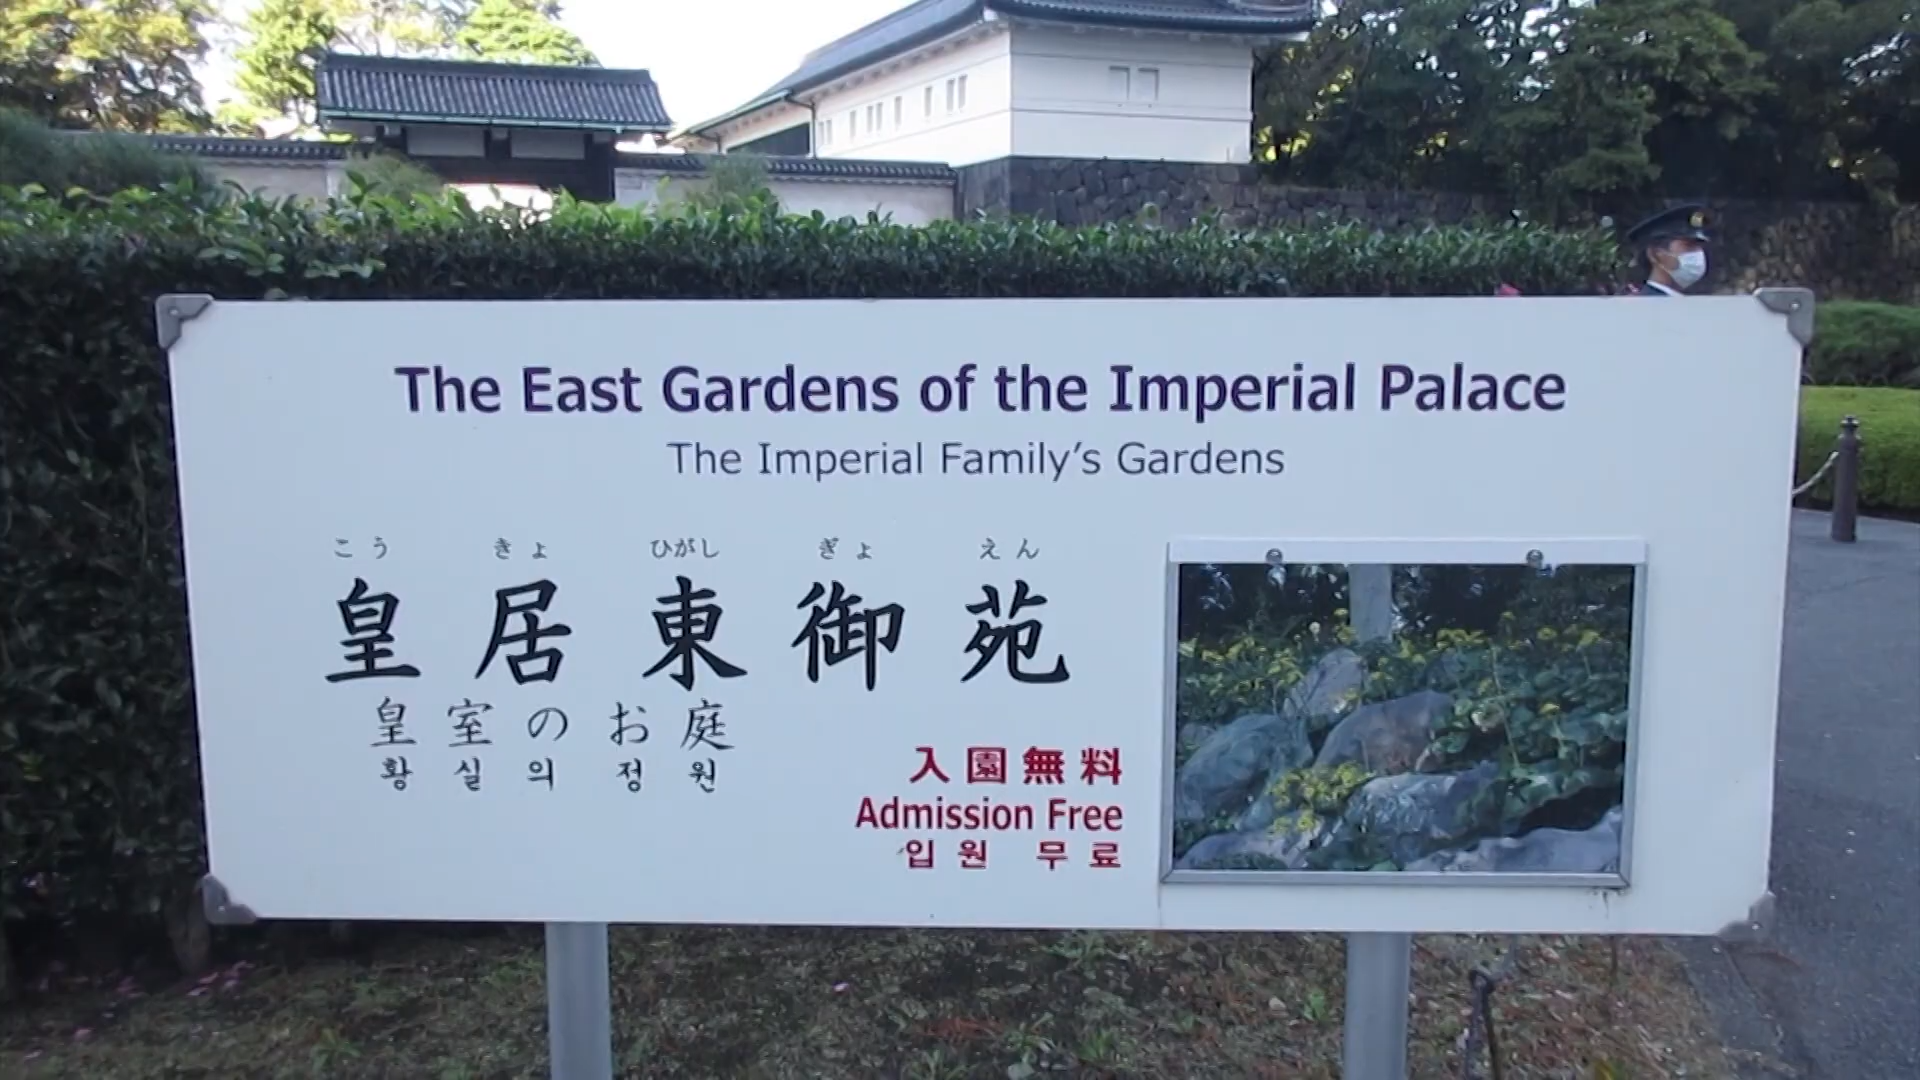 The East Gardens of the Imperial Palace
The Imperial Family's Gardens
こう きょ ひがし ぎょ えん
皇居東御苑
皇室のお庭
황실의 정원
入園無料
Admission Free
입원 무료